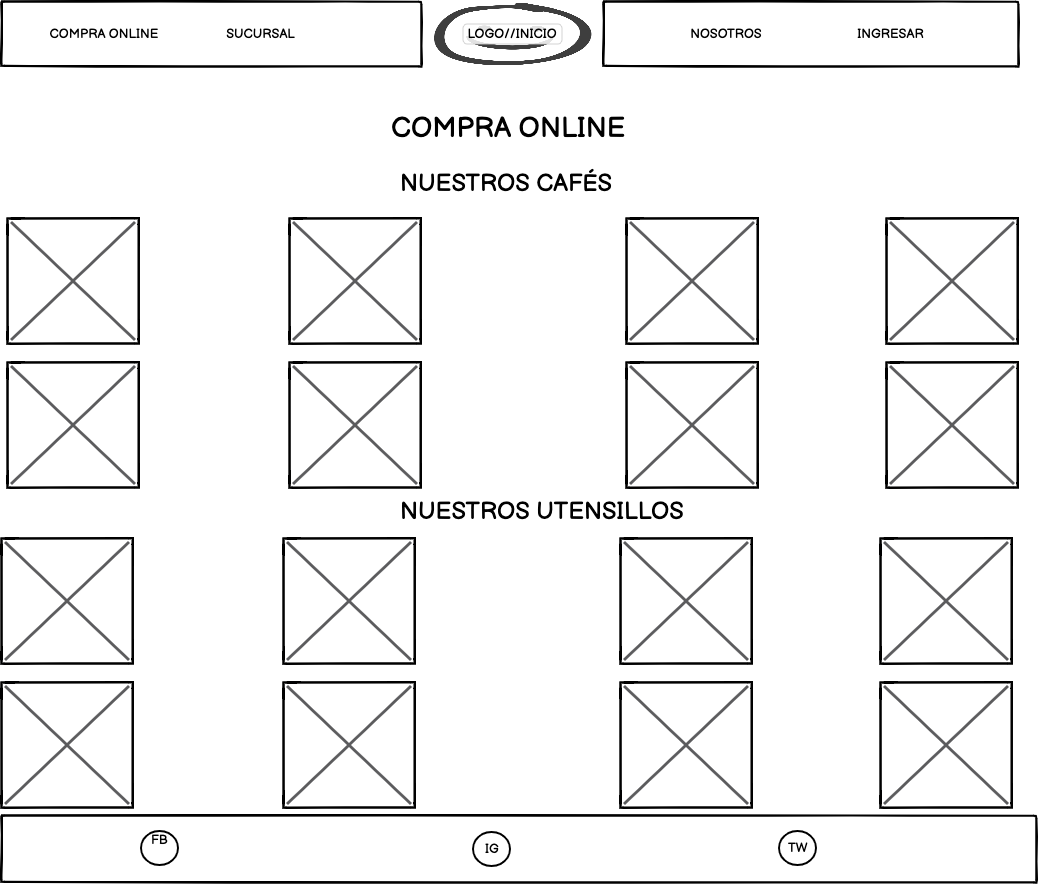 COMPRA ONLINE
SUCURSAL
LOGO//INICIO
NOSOTROS
INGRESAR
COMPRA ONLINE
NUESTROS CAFÉS
NUESTROS UTENSILLOS
FB
IG
TW